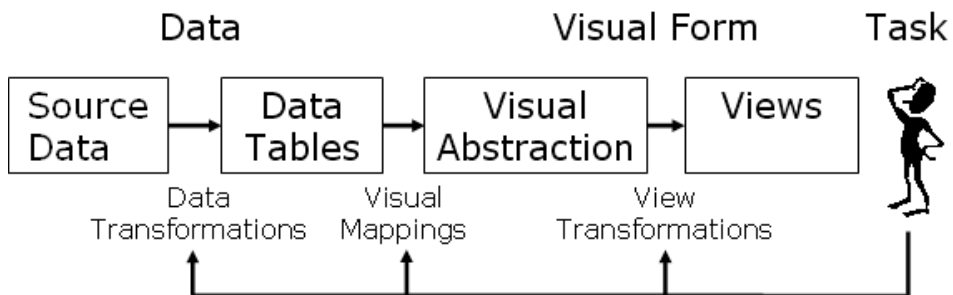 Data
Visual Form
Task
Source
Data
Data
Tables
Visual
Abstraction
Views
Data
Transformations
Visual
Mappings
View
Transformations